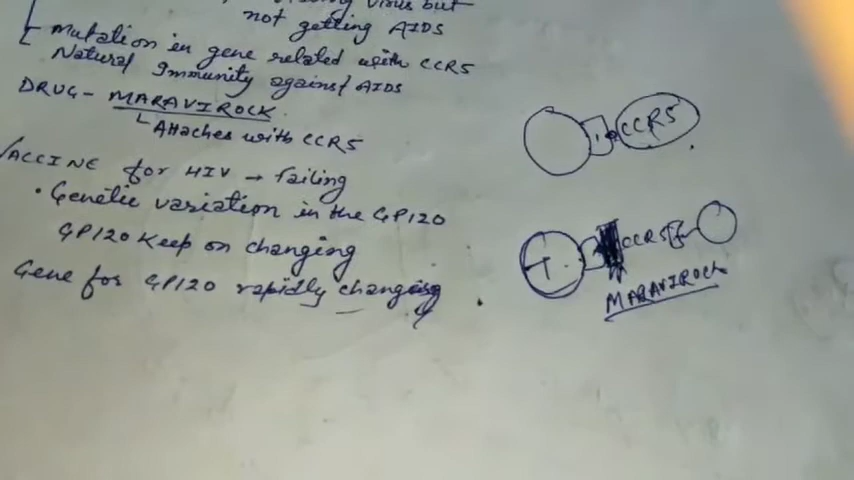 virus but
not getting AIDS
Mutation in gene related with CCR5
Natural Immunity against AIDS
DRUG - MARAVIROCK
Attaches with CCR5
VACCINE for HIV → failing
• Genetic variation in the GP120
GP120 Keep on changing
Gene for GP120 rapidly changing
CCR5
T
CCR5
MARAVIROCK